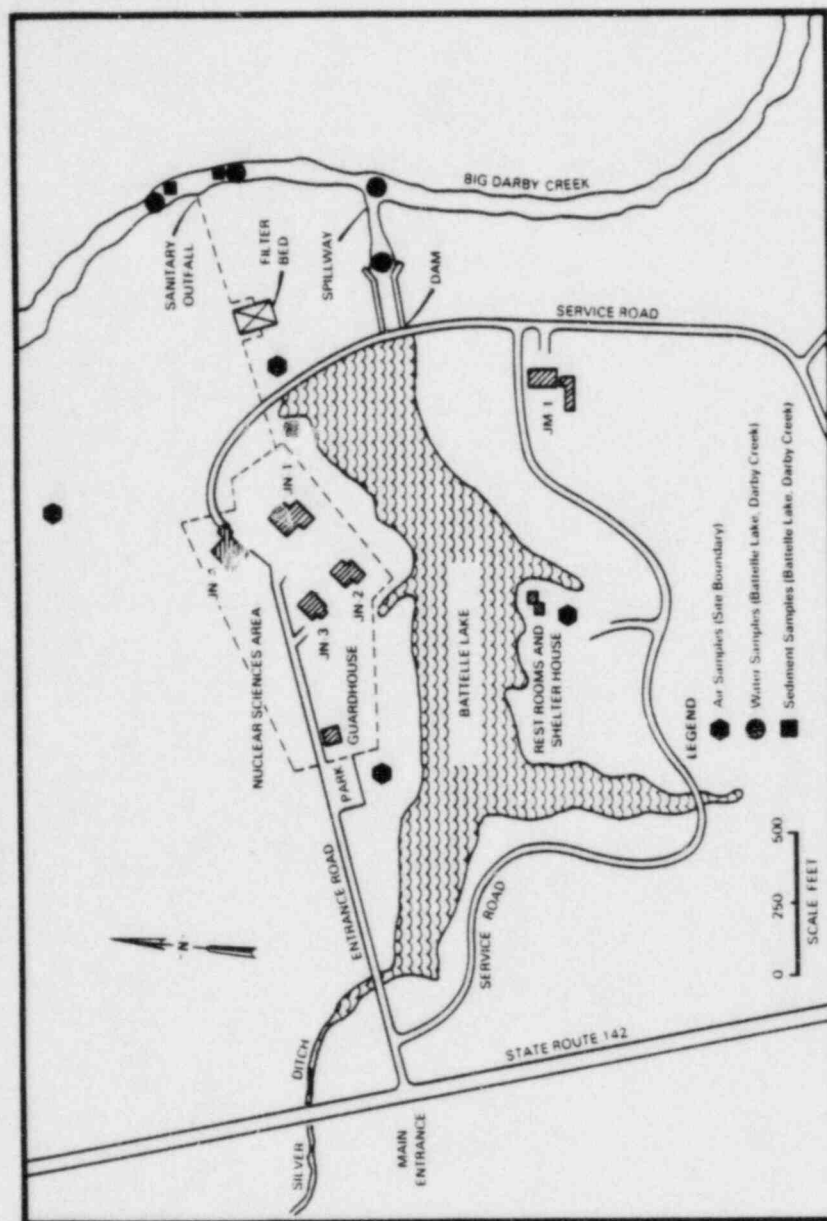 SILVER
DITCH
MAIN
ENTRANCE
STATE ROUTE 142
ENTRANCE ROAD
SERVICE ROAD
N
PARK
GUARDHOUSE
NUCLEAR SCIENCES AREA
JN 3
JN 2
JN 1
BATTELLE LAKE
REST ROOMS AND
SHELTER HOUSE
JM 1
SERVICE ROAD
DAM
SPILLWAY
FILTER
BED
SANITARY
OUTFALL
BIG DARBY CREEK
LEGEND
Air Samples (Site Boundary)
Water Samples (Battelle Lake, Darby Creek)
Sediment Samples (Battelle Lake, Darby Creek)
0 250 500
SCALE FEET